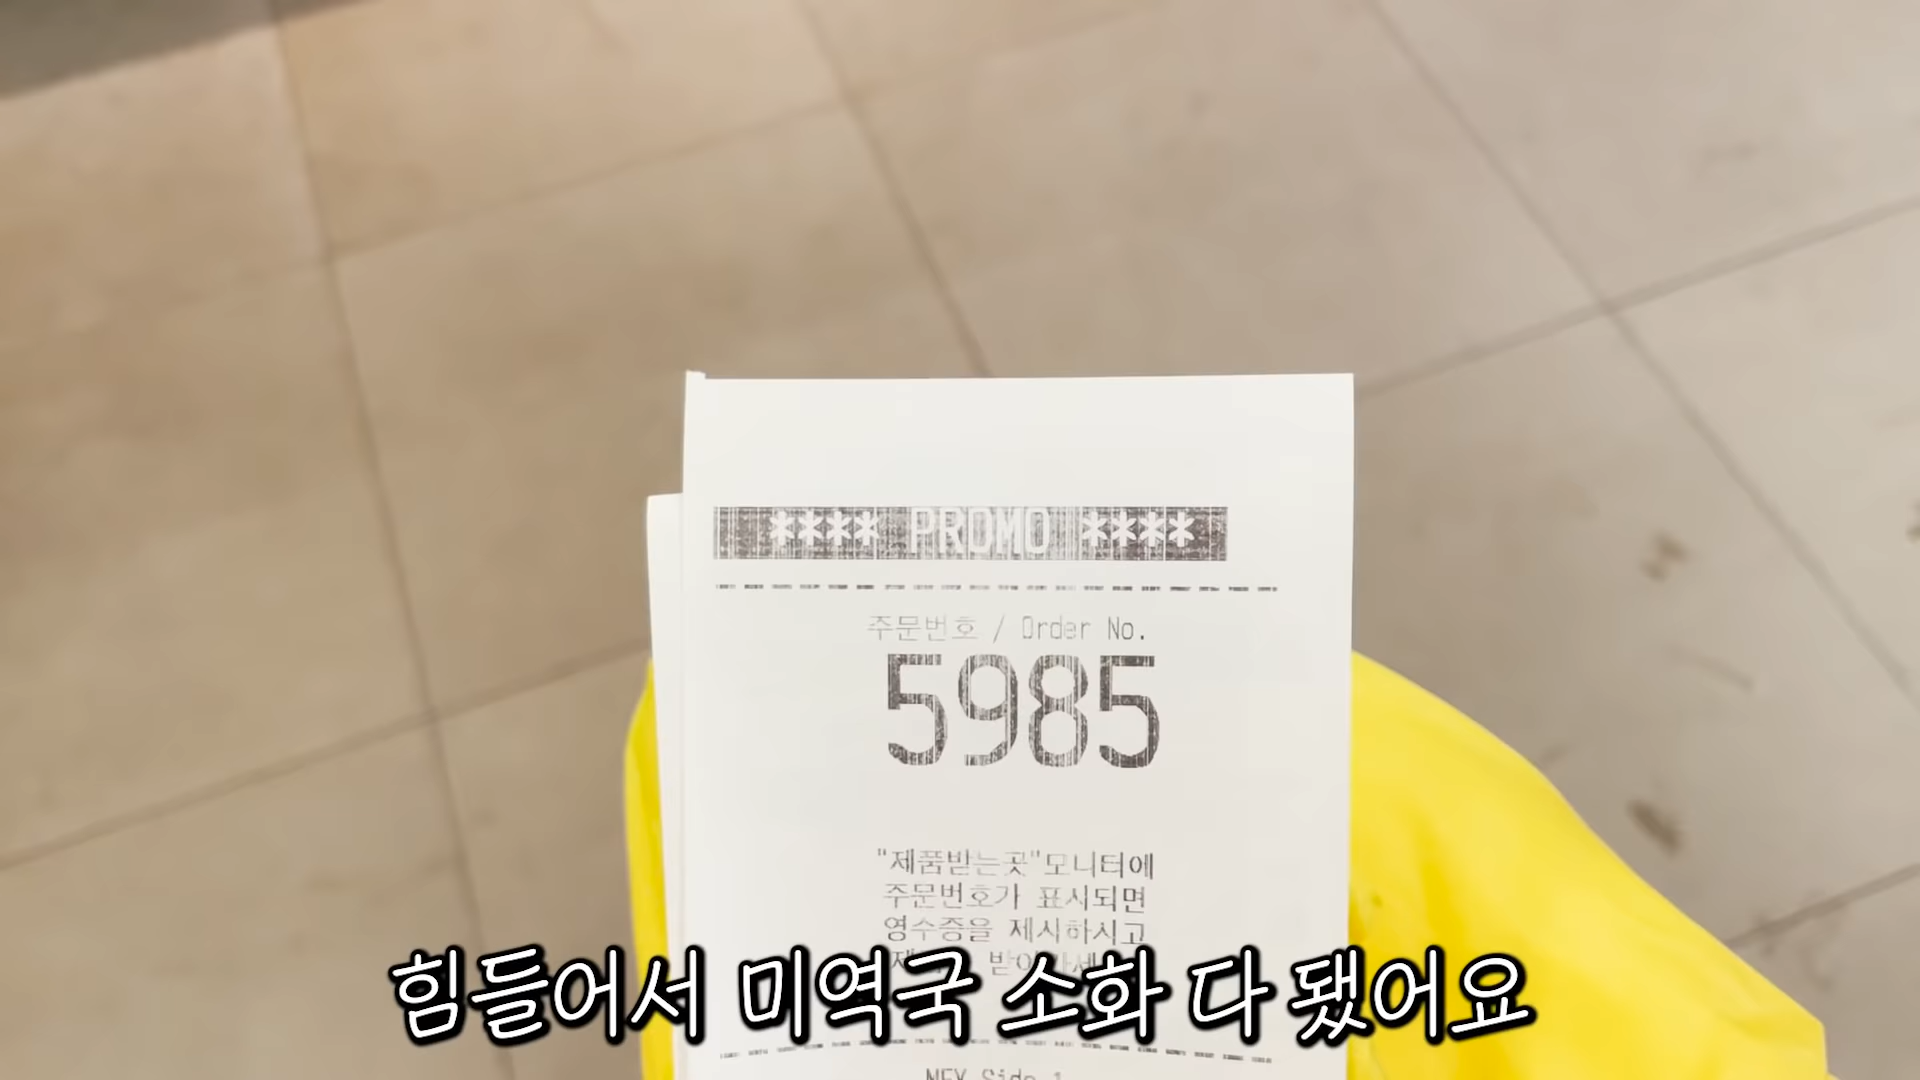 **** PROMO ****
주문번호 / Order No.
5985
"제품받는곳"모니터에
주문번호가 표시되면
영수증을 제시하시고
힘들어서 미역국 소화 다 됐어요
Side 1